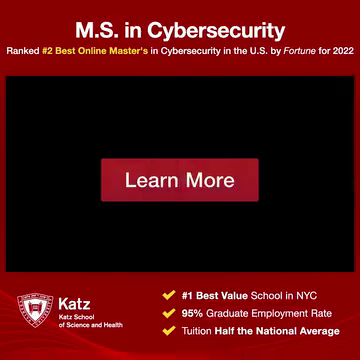 M.S. in Cybersecurity
Ranked #2 Best Online Master's in Cybersecurity in the U.S. by Fortune for 2022
Learn More
Katz
Katz School
of Science and Health
#1 Best Value School in NYC
95% Graduate Employment Rate
Tuition Half the National Average